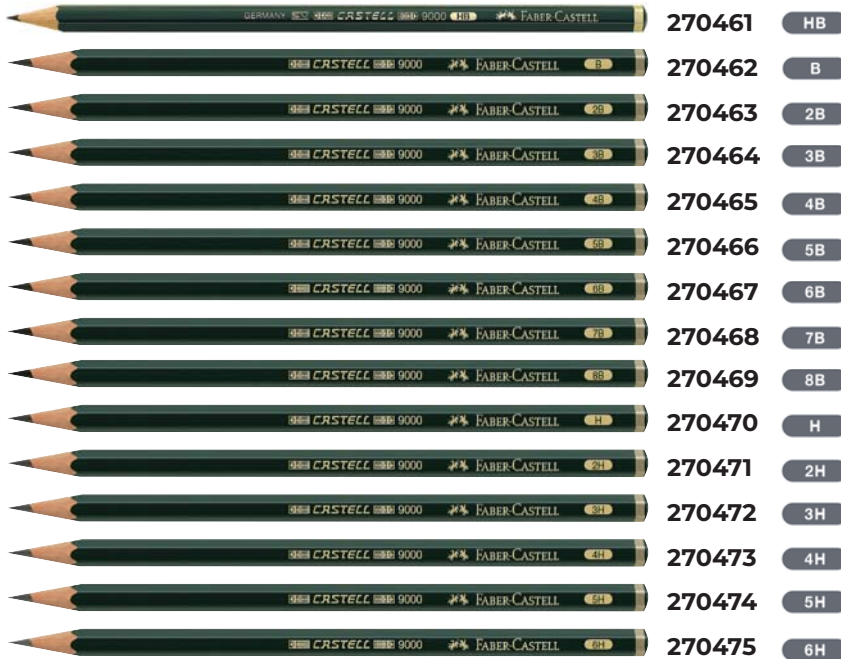 GERMANY CASTELL 9000 HB FABER-CASTELL 270461 HB
CASTELL 9000 FABER-CASTELL B 270462 B
CASTELL 9000 FABER-CASTELL 2B 270463 2B
CASTELL 9000 FABER-CASTELL 3B 270464 3B
CASTELL 9000 FABER-CASTELL 4B 270465 4B
CASTELL 9000 FABER-CASTELL 5B 270466 5B
CASTELL 9000 FABER-CASTELL 6B 270467 6B
CASTELL 9000 FABER-CASTELL 7B 270468 7B
CASTELL 9000 FABER-CASTELL 8B 270469 8B
CASTELL 9000 FABER-CASTELL H 270470 H
CASTELL 9000 FABER-CASTELL 2H 270471 2H
CASTELL 9000 FABER-CASTELL 3H 270472 3H
CASTELL 9000 FABER-CASTELL 4H 270473 4H
CASTELL 9000 FABER-CASTELL 5H 270474 5H
CASTELL 9000 FABER-CASTELL 6H 270475 6H